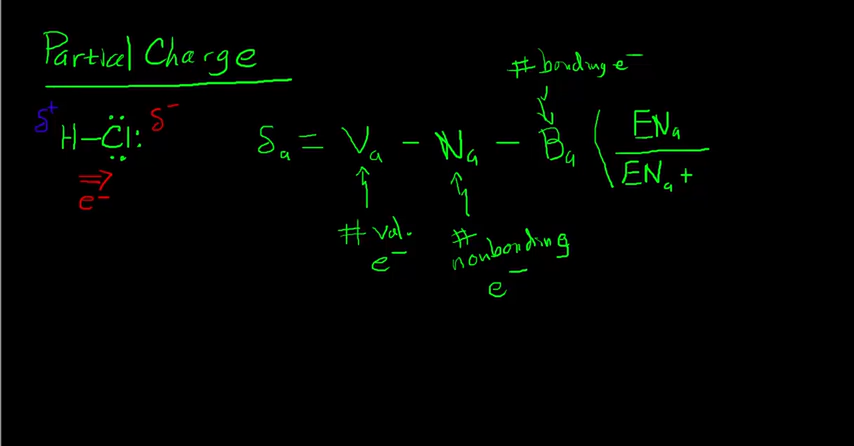 Partial Charge
# bonding e⁻
δ⁺ H–Cl: δ⁻
δₐ = Vₐ – Nₐ – Bₐ ( ENₐ / ENₐ +
e⁻
# val. e⁻
# nonbonding e⁻